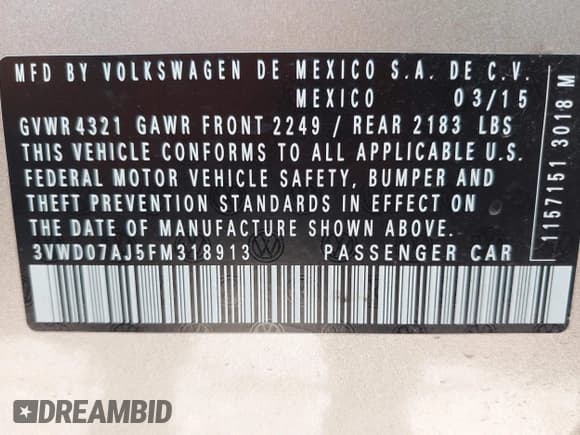 MFD BY VOLKSWAGEN DE MEXICO S.A. DE C.V.
MEXICO 03/15
GVWR 4321 GAWR FRONT 2249 / REAR 2183 LBS
THIS VEHICLE CONFORMS TO ALL APPLICABLE U.S.
FEDERAL MOTOR VEHICLE SAFETY, BUMPER AND
THEFT PREVENTION STANDARDS IN EFFECT ON
THE DATE OF MANUFACTURE SHOWN ABOVE.
3VWD07AJ5FM318913 PASSENGER CAR
1157151 3018 M
DREAMBID